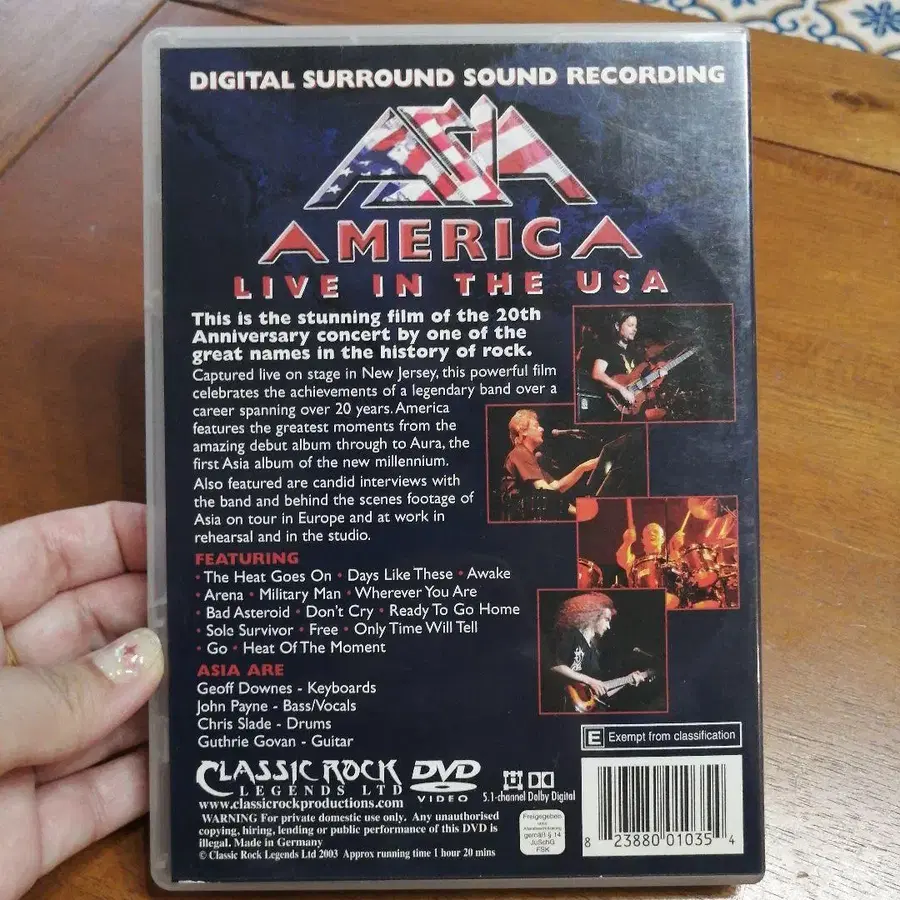 DIGITAL SURROUND SOUND RECORDING
ASIA
AMERICA
LIVE IN THE USA
This is the stunning film of the 20th
Anniversary concert by one of the
great names in the history of rock.
Captured live on stage in New Jersey, this powerful film
celebrates the achievements of a legendary band over a
career spanning over 20 years. America
features the greatest moments from the
amazing debut album through to Aura, the
first Asia album of the new millennium.
Also featured are candid interviews with
the band and behind the scenes footage of
Asia on tour in Europe and at work in
rehearsal and in the studio.
FEATURING
• The Heat Goes On • Days Like These • Awake
• Arena • Military Man • Wherever You Are
• Bad Asteroid • Don't Cry • Ready To Go Home
• Sole Survivor • Free • Only Time Will Tell
• Go • Heat Of The Moment
ASIA ARE
Geoff Downes - Keyboards
John Payne - Bass/Vocals
Chris Slade - Drums
Guthrie Govan - Guitar
E Exempt from classification
CLASSIC ROCK
LEGENDS LTD
www.classicrockproductions.com
DVD
VIDEO
5.1-channel Dolby Digital
WARNING For private domestic use only. Any unauthorised
copying, hiring, lending or public performance of this DVD is
illegal. Made in Germany
© Classic Rock Legends Ltd 2003 Approx running time 1 hour 20 mins
Freigegeben
gemäß § 14
JuSchG
FSK
8 23880 01035 4